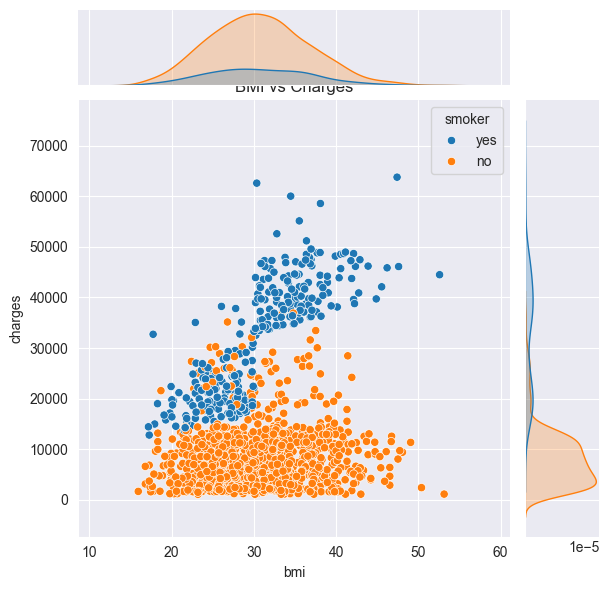 BMI vs Charges
smoker
yes
no
70000
60000
50000
40000
30000
20000
10000
0
charges
10 20 30 40 50 60
bmi
1e−5